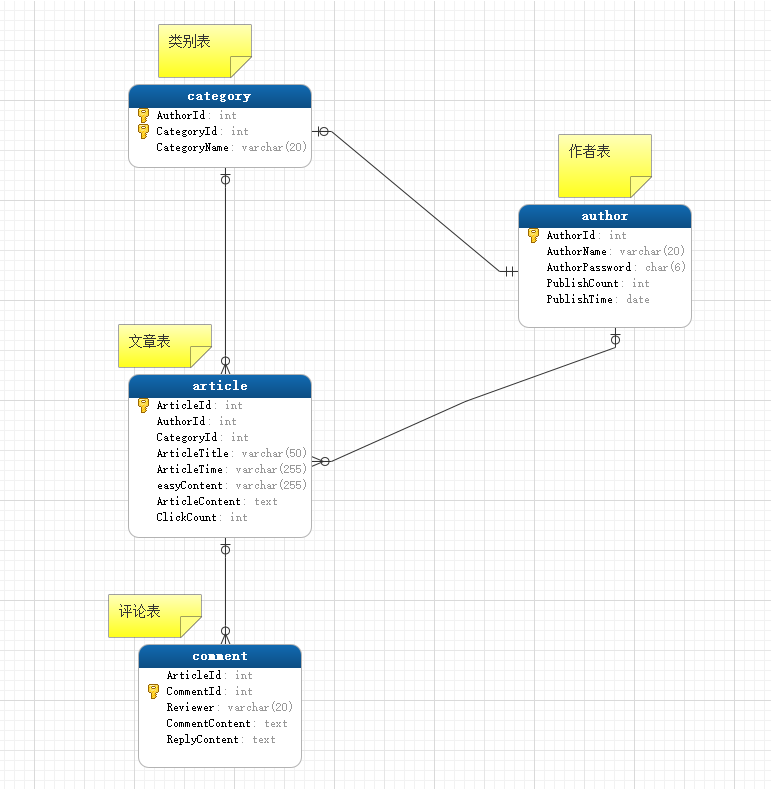 类别表
category
AuthorId: int
CategoryId: int
CategoryName: varchar(20)
作者表
author
AuthorId: int
AuthorName: varchar(20)
AuthorPassword: char(6)
PublishCount: int
PublishTime: date
文章表
article
ArticleId: int
AuthorId: int
CategoryId: int
ArticleTitle: varchar(50)
ArticleTime: varchar(255)
easyContent: varchar(255)
ArticleContent: text
ClickCount: int
评论表
comment
ArticleId: int
CommentId: int
Reviewer: varchar(20)
CommentContent: text
ReplyContent: text